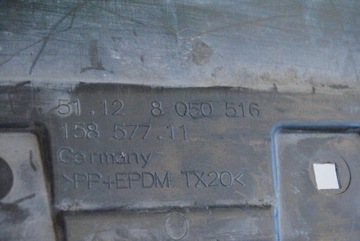 51.12 8 050 516
158 577.11
Germany
>PP+EPDM TX20<